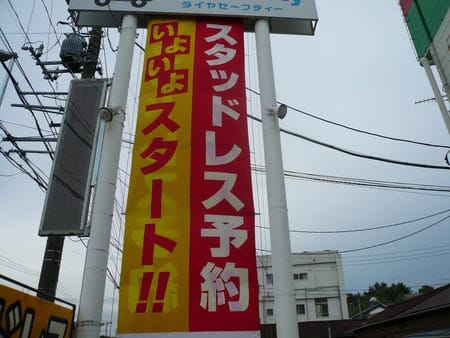 タイヤセーフティー
スタッドレス予約
いよいよ
スタート!!